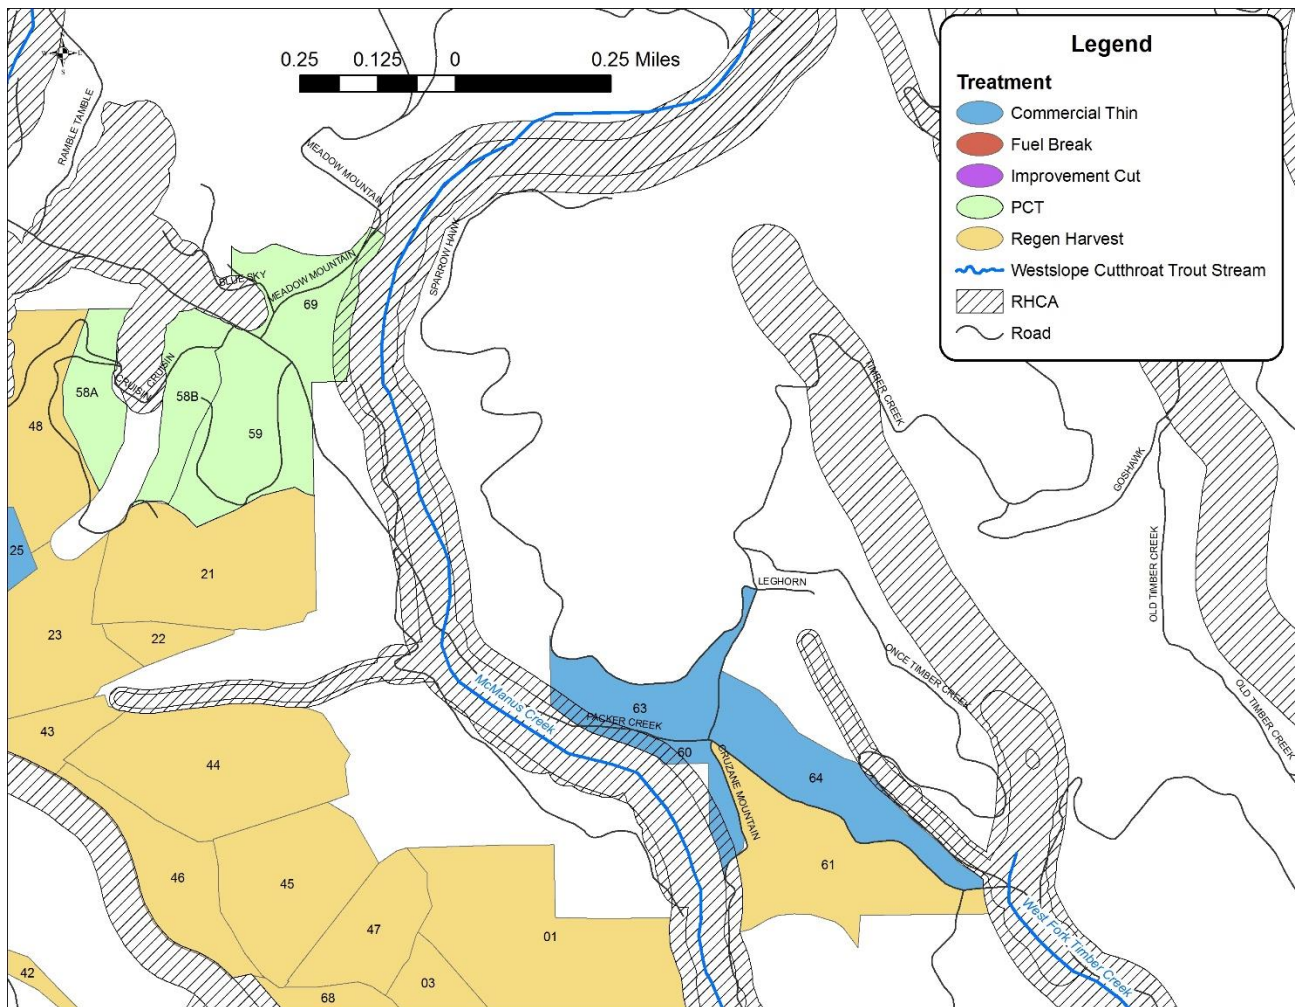 Legend
Treatment
Commercial Thin
Fuel Break
Improvement Cut
PCT
Regen Harvest
Westslope Cutthroat Trout Stream
RHCA
Road
0.25 0.125 0 0.25 Miles
S
RAMBLE TAMBLE
MEADOW MOUNTAIN
SPARROW HAWK
BLUE SKY
MEADOW MOUNTAIN
69
CRUISIN
CRUISIN
58A
58B
59
48
25
21
23
22
TIMBER CREEK
GOSHAWK
OLD TIMBER CREEK
LEGHORN
ONCE TIMBER CREEK
OLD TIMBER CREEK
McManus Creek
63
PACKER CREEK
60
CRUZANE MOUNTAIN
64
61
43
44
46
45
47
01
03
42
68
West Fork Timber Creek